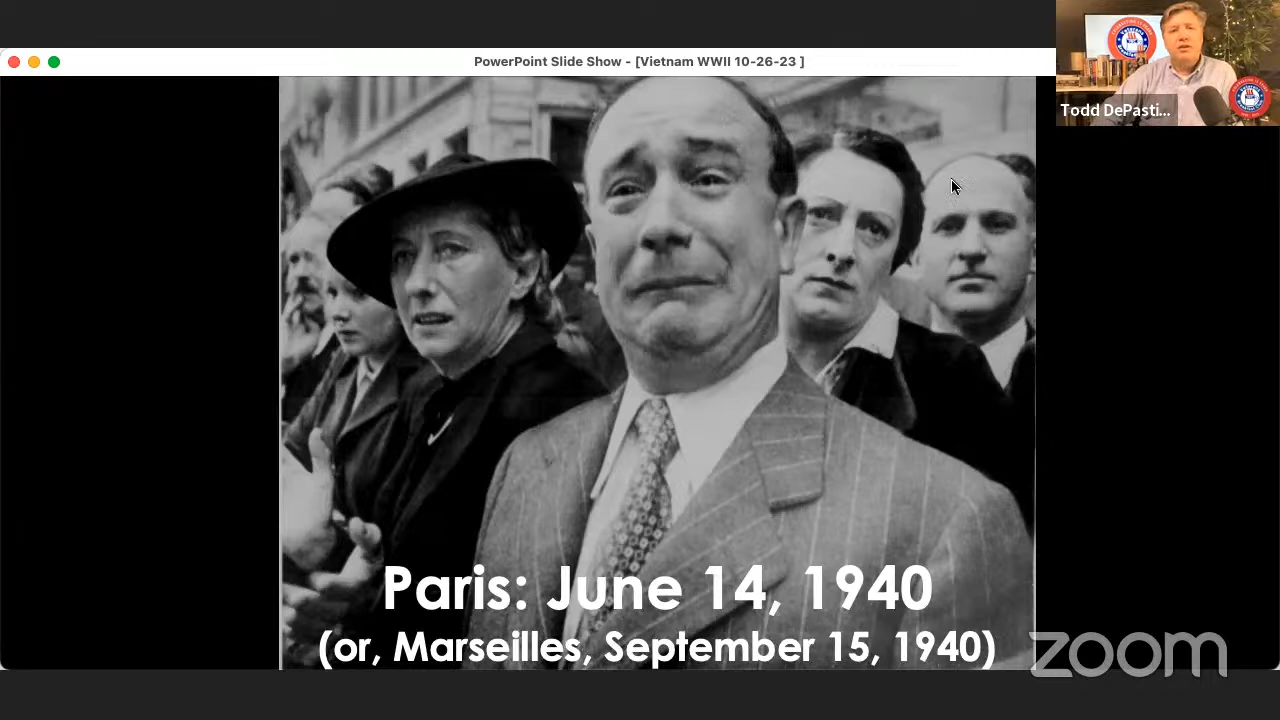 PowerPoint Slide Show - [Vietnam WWII 10-26-23 ]
Todd DePasti...
Paris: June 14, 1940
(or, Marseilles, September 15, 1940)
zoom